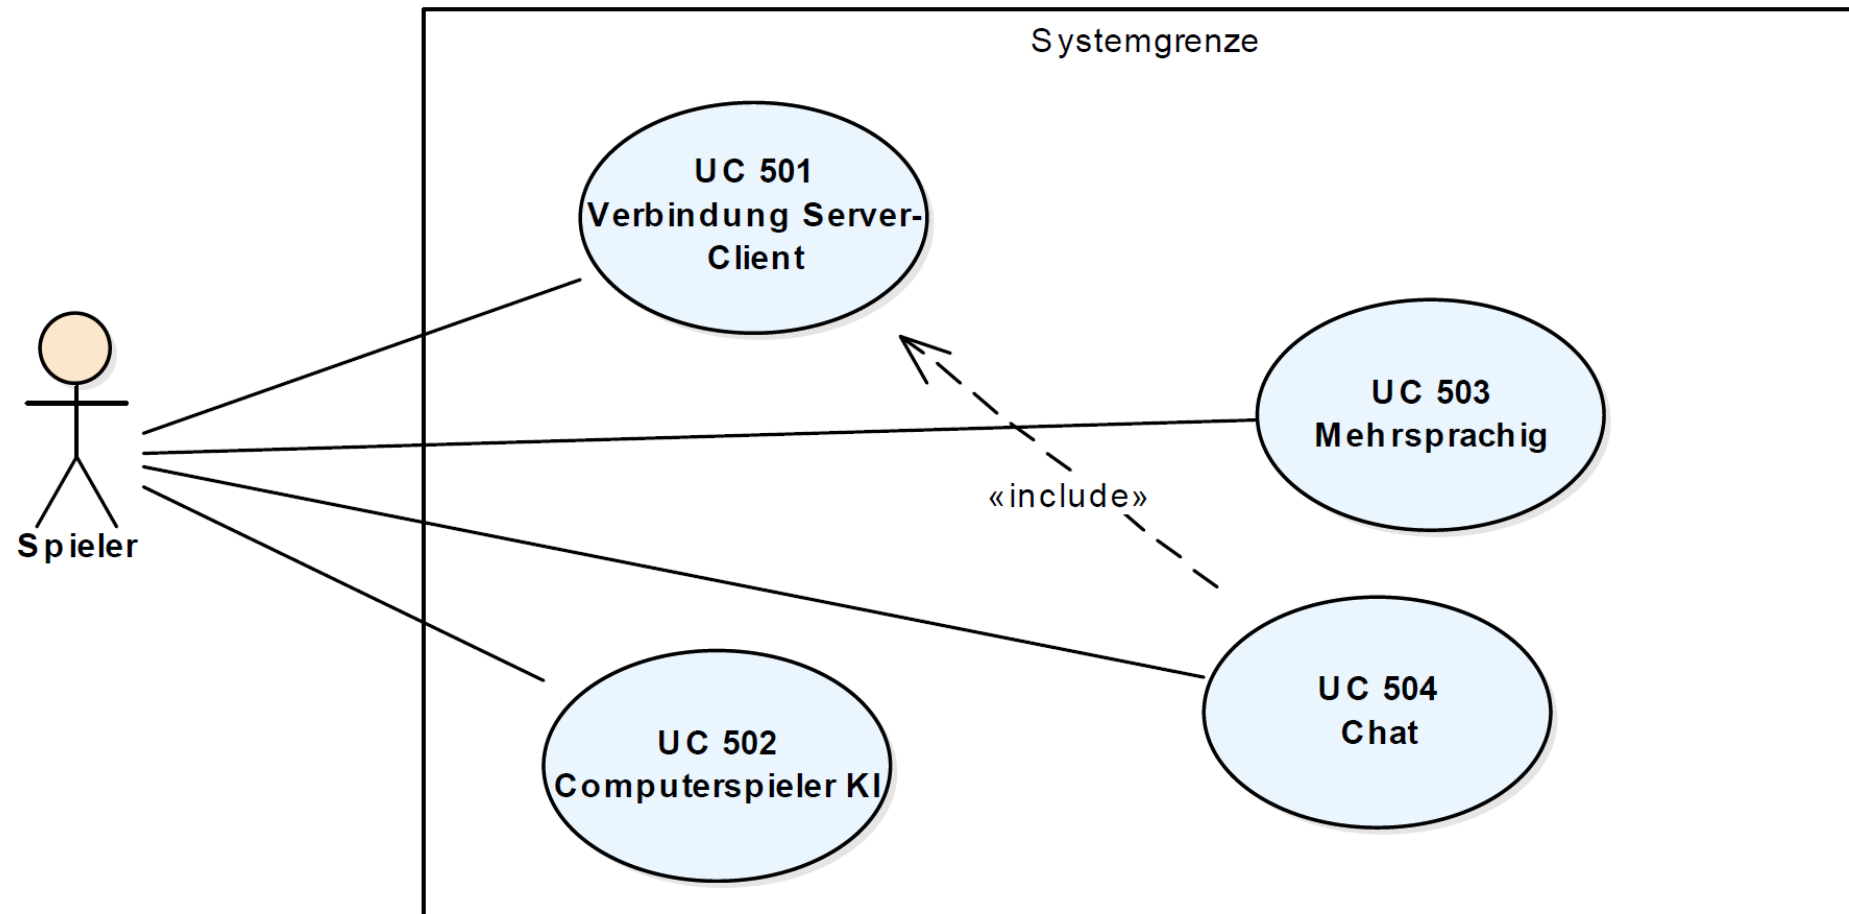 Systemgrenze
UC 501
Verbindung Server-
Client
UC 503
Mehrsprachig
«include»
Spieler
UC 504
Chat
UC 502
Computerspieler KI